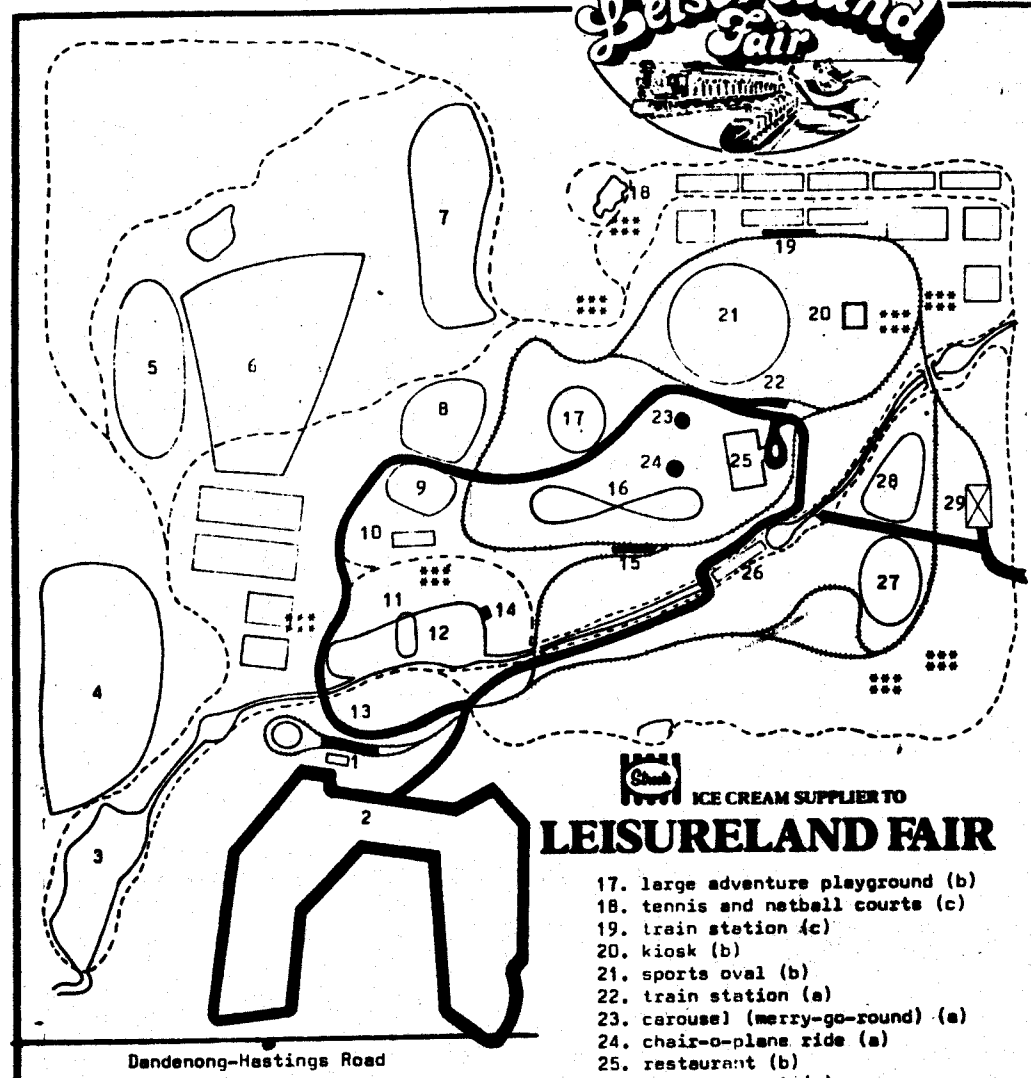 Leisureland
Fair
18
7
19
21
20
5
6
22
8
17
23
24
25
9
16
28
29
10
15
26
27
11
14
12
4
13
1
2
3
Streets
ICE CREAM SUPPLIER TO
LEISURELAND FAIR
17. large adventure playground (b)
18. tennis and netball courts (c)
19. train station (c)
20. kiosk (b)
21. sports oval (b)
22. train station (a)
23. carousel (merry-go-round) (a)
24. chair-o-plane ride (a)
25. restaurant (b)
Dandenong-Hastings Road